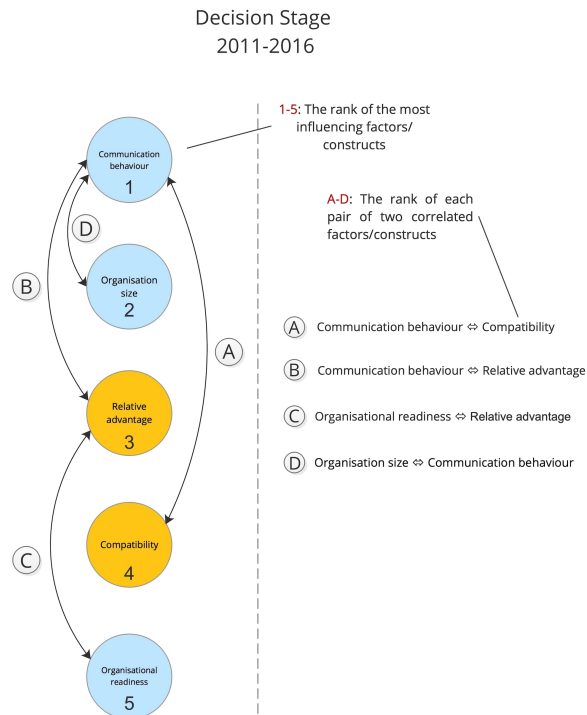 Decision Stage
2011-2016
1-5: The rank of the most
influencing factors/
constructs
A-D: The rank of each
pair of two correlated
factors/constructs
Communication
behaviour
1
D
Organisation
size
2
B
A
Relative
advantage
3
Compatibility
4
C
Organisational
readiness
5
A Communication behaviour ⇔ Compatibility
B Communication behaviour ⇔ Relative advantage
C Organisational readiness ⇔ Relative advantage
D Organisation size ⇔ Communication behaviour